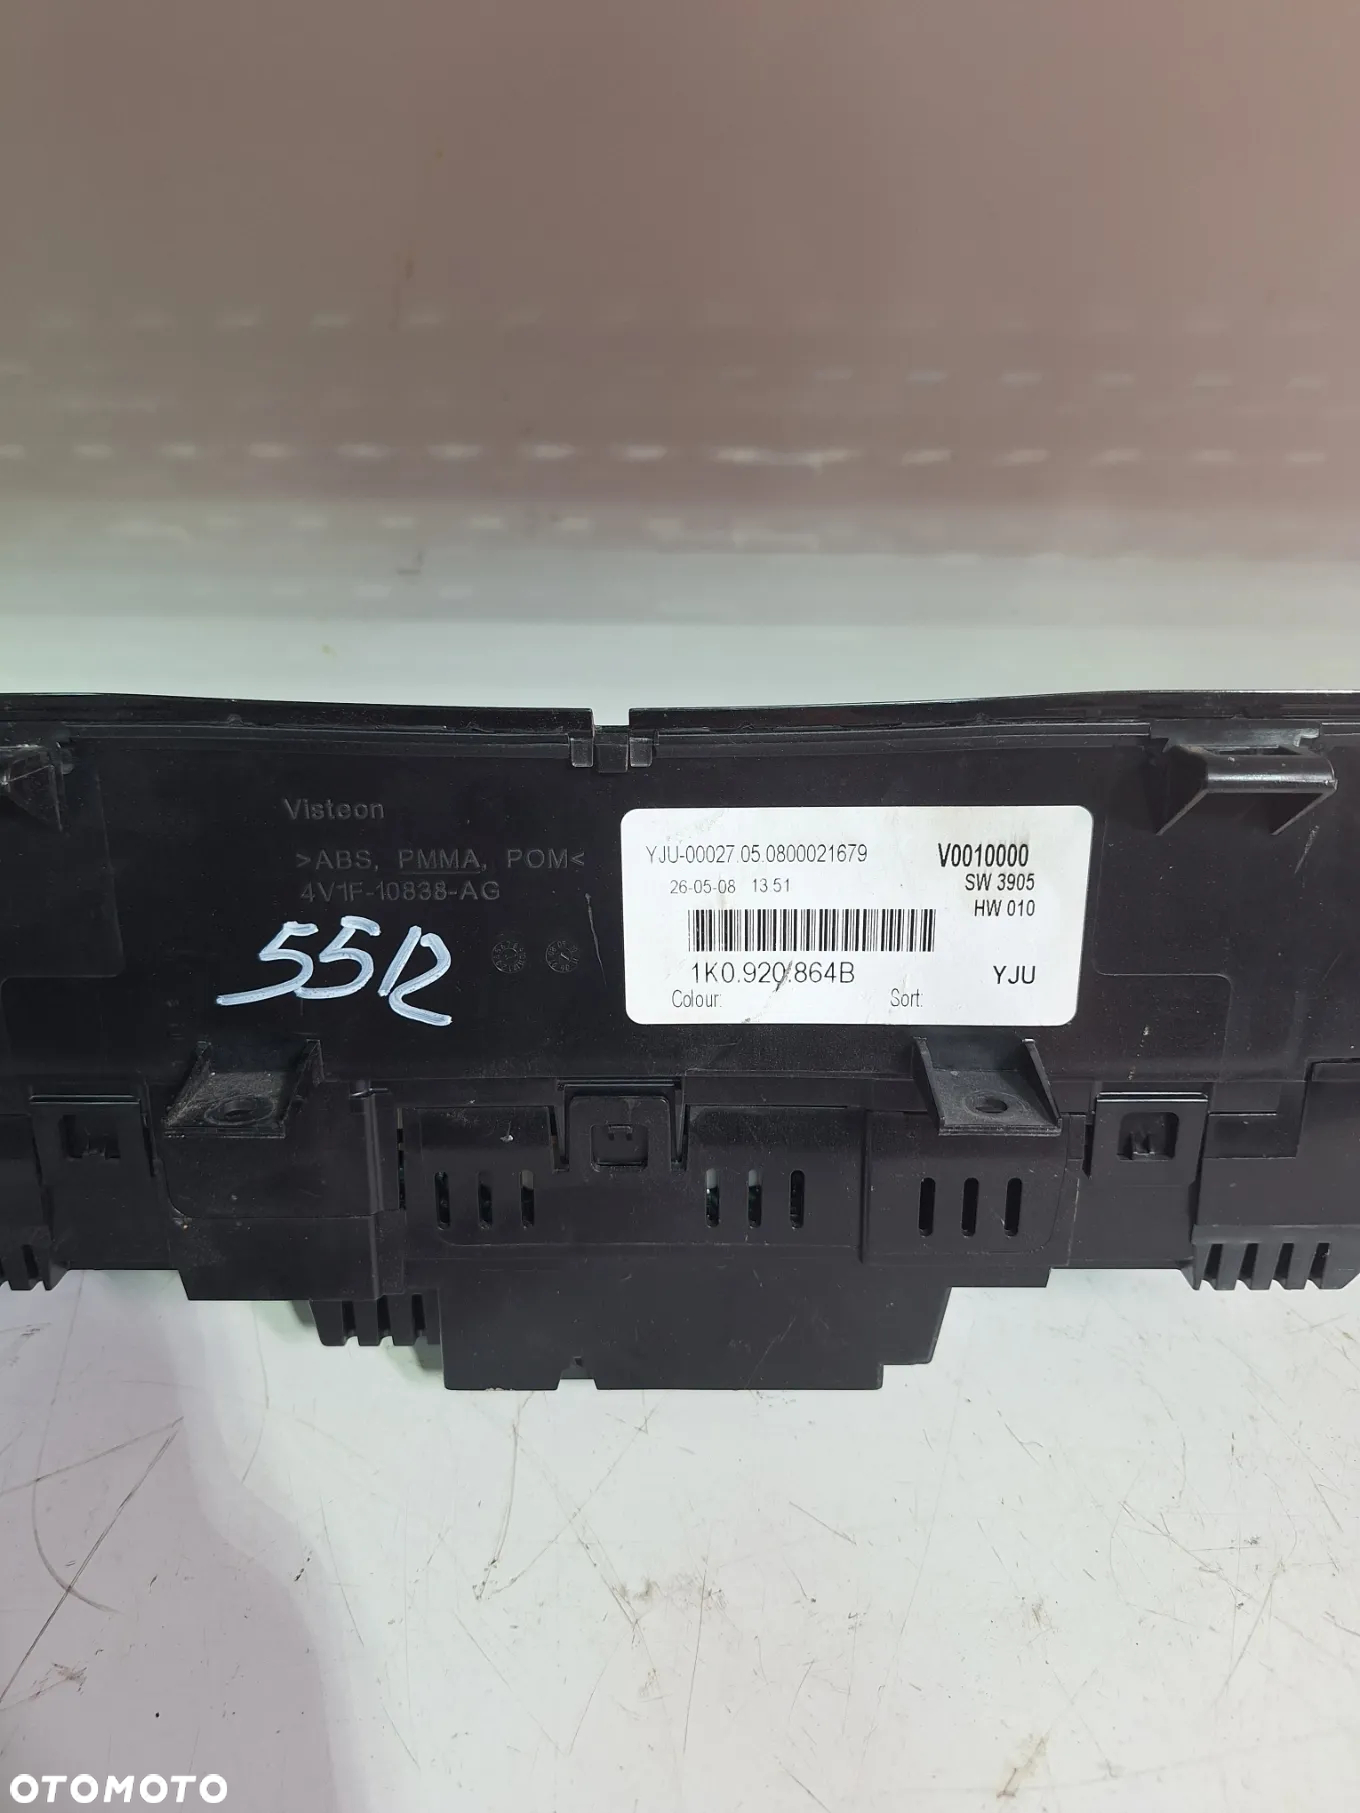 Visteon
>ABS, PMMA, POM<
4V1F-10838-AG
55R
YJU-00027.05.0800021679
V0010000
26-05-08 13.51
SW 3905
HW 010
1K0.920.864B
YJU
Colour:
Sort:
OTOMOTO